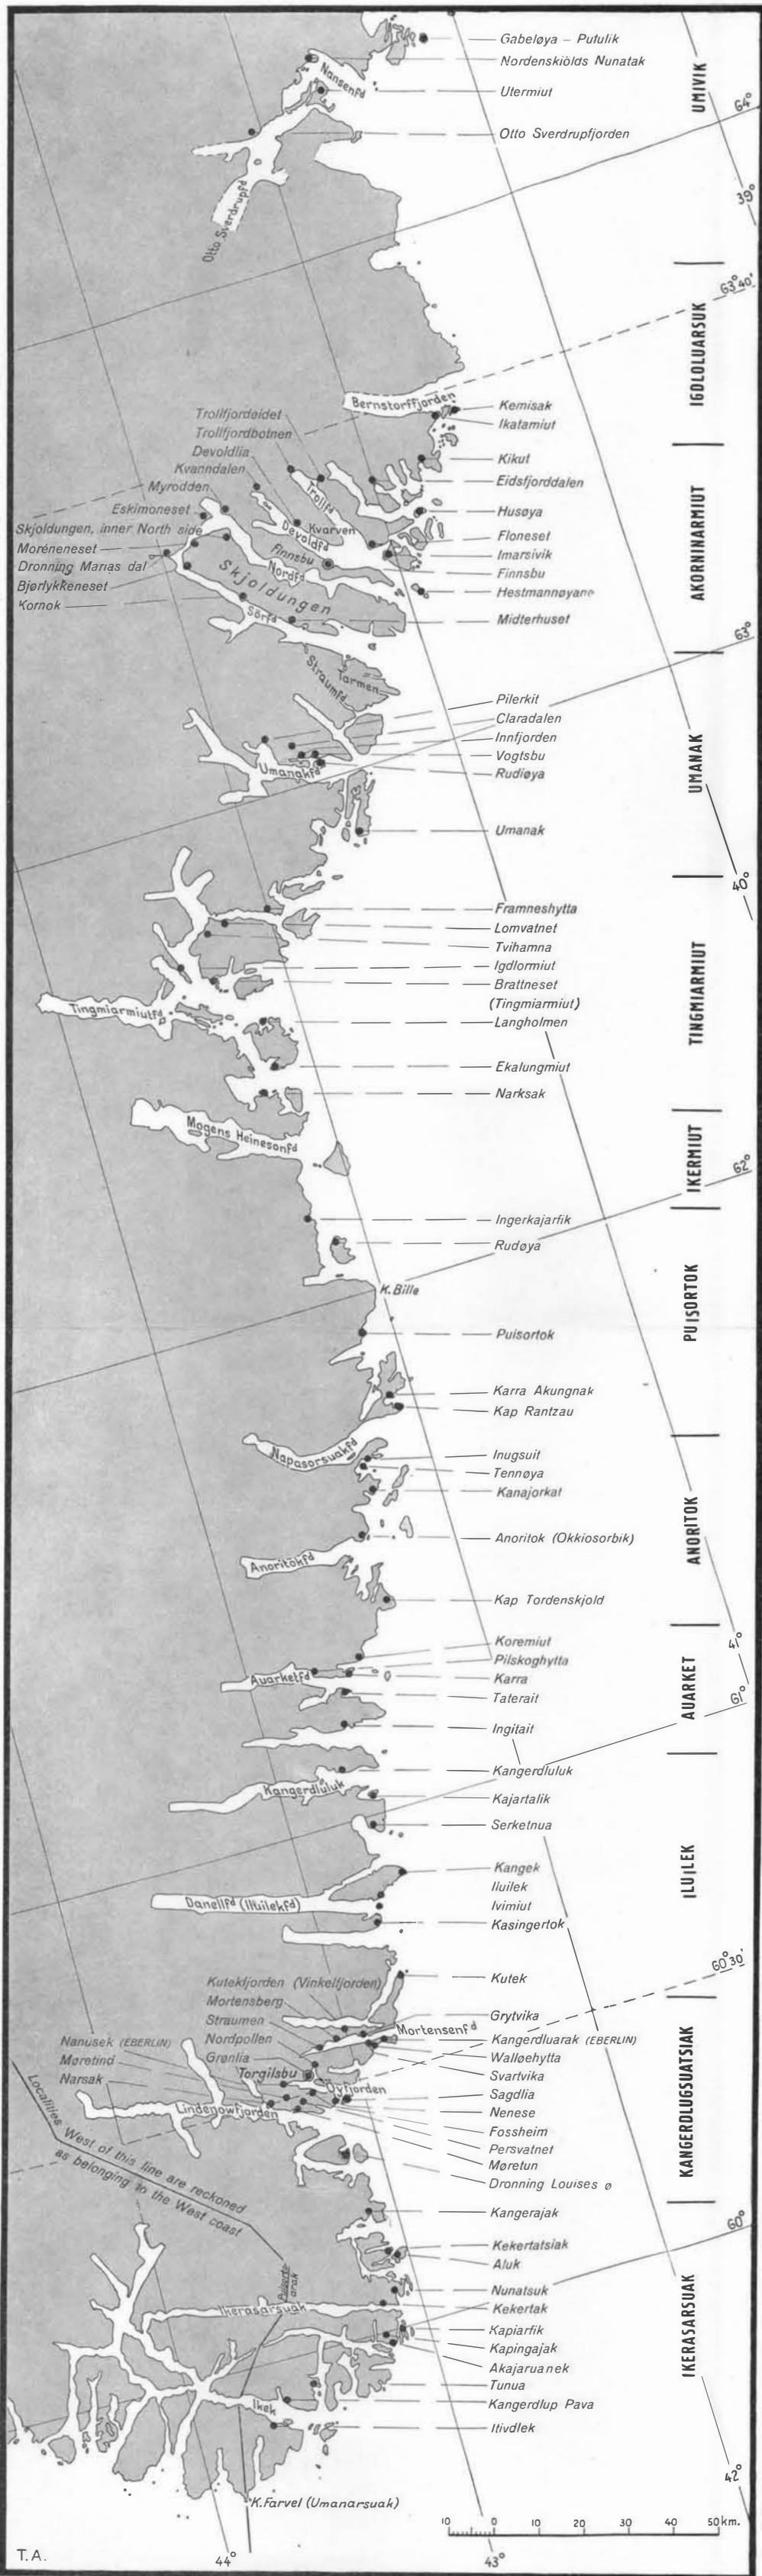 Gabeløya – Putulik
Nordenskiölds Nunatak
Nansenfd
Utermiut
UMIVIK
64°
Otto Sverdrupfjorden
39°
Otto Sverdrupfd
63° 40'
IGDLOLUARSUK
Bernstorffjorden
Kemisak
Ikatamiut
Trollfjordeidet
Trollfjordbotnen
Devoldlia
Kvanndalen
Myrodden
Eskimoneset
Skjoldungen, inner North side
Moréneneset
Dronning Marias dal
Bjørlykkeneset
Kornok
Kikut
Eidsfjorddalen
Husøya
Floneset
Imarsivik
Finnsbu
Hestmannøyane
Midterhuset
Trollfd
Kvarven
Devoldfd
Finnsbu
Nordfd
Skjoldungen
Sörfd
AKORNINARMIUT
63°
Straumfd
Tarmen
Pilerkit
Claradalen
Innfjorden
Vogtsbu
Rudiøya
Umanakfd
UMANAK
Umanak
40°
Framneshytta
Lomvatnet
Tvihamna
Igdlormiut
Brattneset
(Tingmiarmiut)
Langholmen
Tingmiarmiutfd
TINGMIARMIUT
Ekalungmiut
Narksak
Mogens Heinesonfd
IKERMIUT
62°
Ingerkajarfik
Rudøya
K. Bille
PUISORTOK
Puisortok
Karra Akungnak
Kap Rantzau
Napasorsuakfd
Inugsuit
Tennøya
Kanajorkat
Anoritok (Okkiosorbik)
Anoritökfd
ANORITOK
Kap Tordenskjold
41°
Koremiut
Pilskoghytta
Karra
Auarketfd
Taterait
61°
AUARKET
Ingitait
Kangerdluluk
Kangerdluluk
Kajartalik
Serketnua
Kangek
Iluilek
Ivimiut
Kasingertok
Danellfd (Iluilekfd)
ILUILEK
60° 30'
Kutek
Kutekfjorden (Vinkelfjorden)
Mortensberg
Straumen
Nordpollen
Grønlia
Nanusek (EBERLIN)
Møretind
Narsak
Grytvika
Mortensenfd
Kangerdluarak (EBERLIN)
Walløehytta
Svartvika
Torgilsbu
Öyfjorden
Sagdlia
Nenese
Lindenowfjorden
Fossheim
Persvatnet
Møretun
Dronning Louises ø
KANGERDLUGSUATSIAK
Localities West of this line are reckoned
as belonging to the West coast
Kangerajak
60°
Kekertatsiak
Aluk
Nunatsuk
Kekertak
Ikerasarsuak
Kapiarfik
Kapingajak
Akajaruanek
Tunua
Kangerdlup Pava
Ikek
Itivdlek
IKERASARSUAK
42°
K. Farvel (Umanarsuak)
10 0 10 20 30 40 50 km.
T.A.
44°
43°